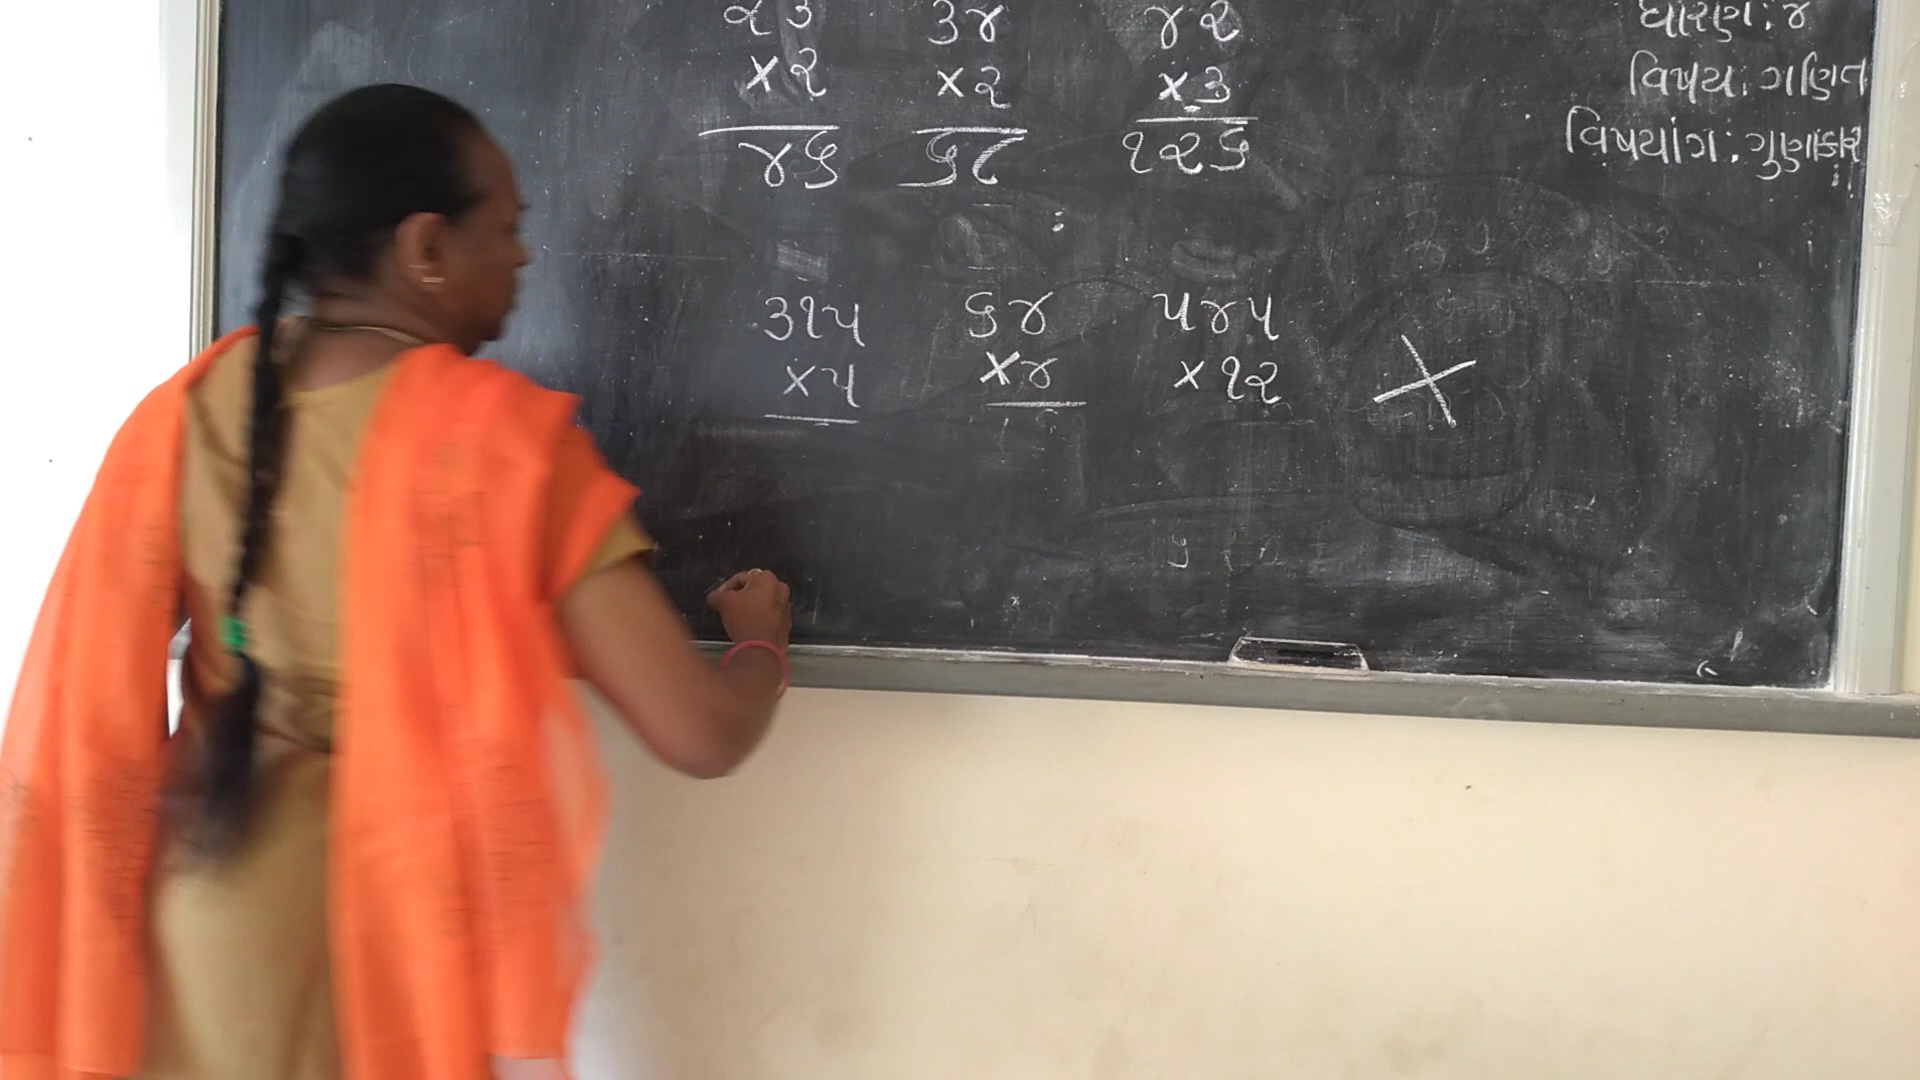 ૨૩ ૩૪ ૪૨
×૨ ×૨ ×૩
૪૬ ૬૮ ૧૨૬
ધોરણ : ૪
વિષય : ગણિત
વિષયાંગ : ગુણાકાર
૩૧૫ ૬૪ ૫૪૫
×૫ ×૪ ×૧૨
×